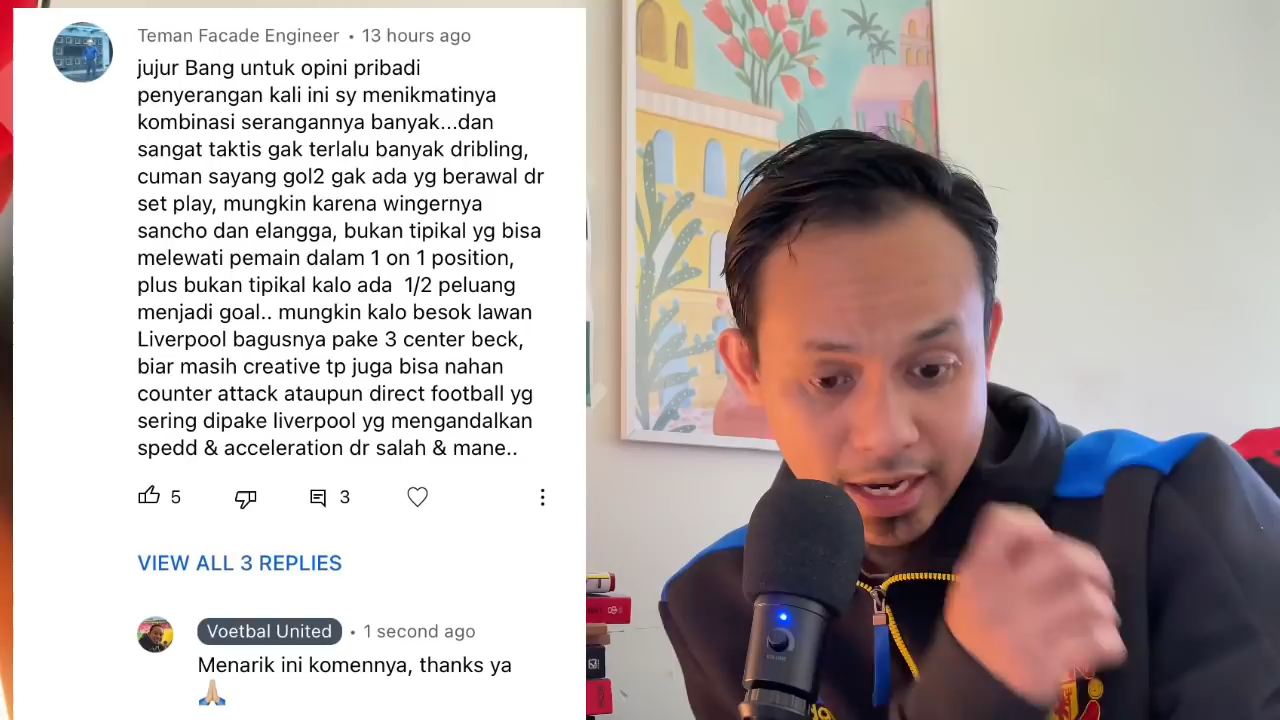 Teman Facade Engineer • 13 hours ago
jujur Bang untuk opini pribadi
penyerangan kali ini sy menikmatinya
kombinasi serangannya banyak...dan
sangat taktis gak terlalu banyak dribling,
cuman sayang gol2 gak ada yg berawal dr
set play, mungkin karena wingernya
sancho dan elangga, bukan tipikal yg bisa
melewati pemain dalam 1 on 1 position,
plus bukan tipikal kalo ada 1/2 peluang
menjadi goal.. mungkin kalo besok lawan
Liverpool bagusnya pake 3 center beck,
biar masih creative tp juga bisa nahan
counter attack ataupun direct football yg
sering dipake liverpool yg mengandalkan
spedd & acceleration dr salah & mane..
5
3
VIEW ALL 3 REPLIES
Voetbal United • 1 second ago
Menarik ini komennya, thanks ya
🙏🏼